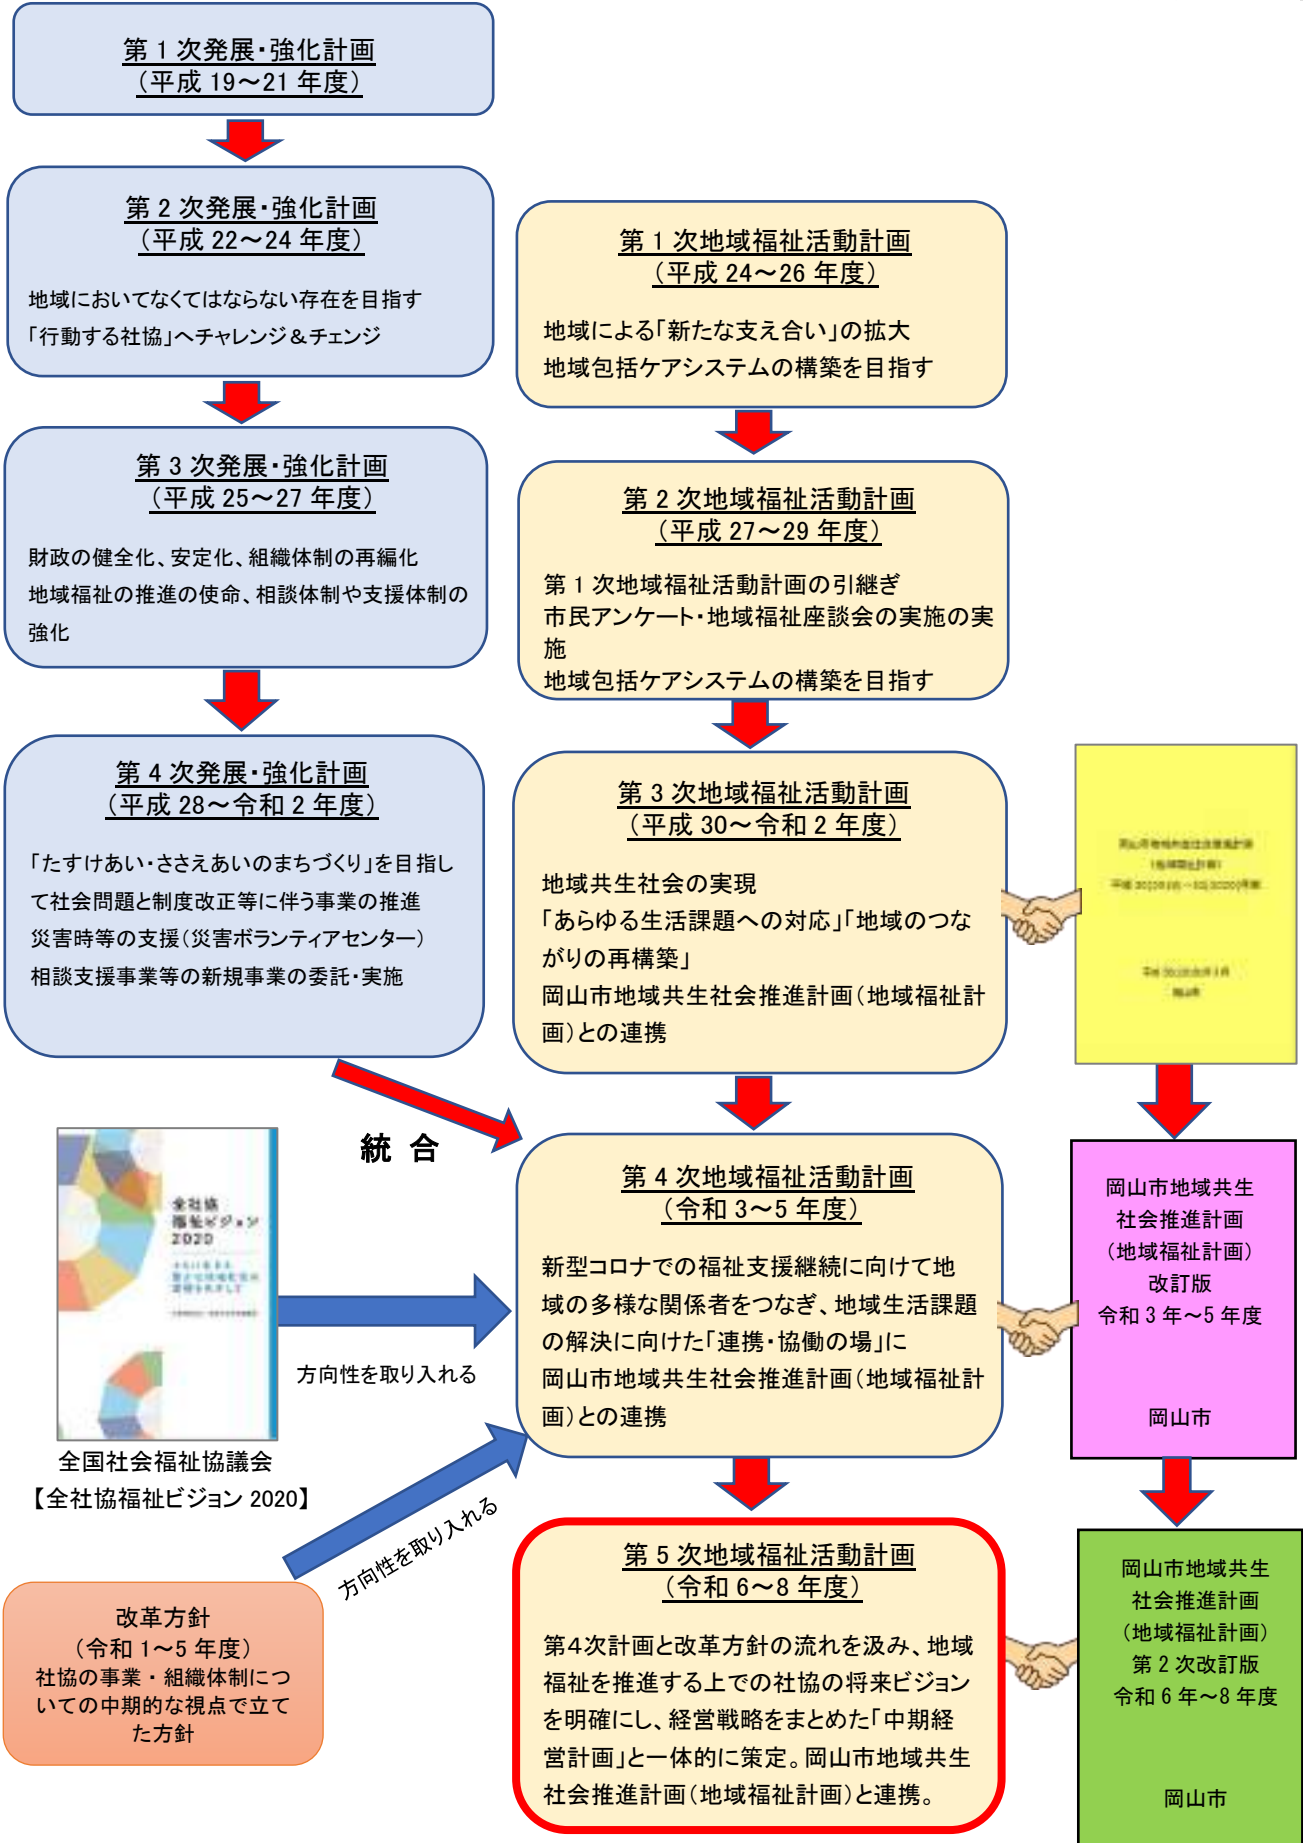 第1次発展・強化計画
（平成 19～21 年度）
第2次発展・強化計画
（平成 22～24 年度）
地域においてなくてはならない存在を目指す
「行動する社協」へチャレンジ＆チェンジ
第3次発展・強化計画
（平成 25～27 年度）
財政の健全化、安定化、組織体制の再編化
地域福祉の推進の使命、相談体制や支援体制の
強化
第4次発展・強化計画
（平成 28～令和 2 年度）
「たすけあい・ささえあいのまちづくり」を目指し
て社会問題と制度改正等に伴う事業の推進
災害時等の支援（災害ボランティアセンター）
相談支援事業等の新規事業の委託・実施
統 合
第1次地域福祉活動計画
（平成 24～26 年度）
地域による「新たな支え合い」の拡大
地域包括ケアシステムの構築を目指す
第2次地域福祉活動計画
（平成 27～29 年度）
第1次地域福祉活動計画の引継ぎ
市民アンケート・地域福祉座談会の実施の実
施
地域包括ケアシステムの構築を目指す
第3次地域福祉活動計画
（平成 30～令和 2 年度）
地域共生社会の実現
「あらゆる生活課題への対応」「地域のつな
がりの再構築」
岡山市地域共生社会推進計画（地域福祉計
画）との連携
第4次地域福祉活動計画
（令和 3～5 年度）
新型コロナでの福祉支援継続に向けて地
域の多様な関係者をつなぎ、地域生活課題
の解決に向けた「連携・協働の場」に
岡山市地域共生社会推進計画（地域福祉計
画）との連携
第5次地域福祉活動計画
（令和 6～8 年度）
第4次計画と改革方針の流れを汲み、地域
福祉を推進する上での社協の将来ビジョン
を明確にし、経営戦略をまとめた「中期経
営計画」と一体的に策定。岡山市地域共生
社会推進計画（地域福祉計画）と連携。
全社協
福祉ビジョン
2020
全国社会福祉協議会
【全社協福祉ビジョン 2020】
方向性を取り入れる
方向性を取り入れる
改革方針
（令和 1～5 年度）
社協の事業・組織体制につ
いての中期的な視点で立て
た方針
岡山市地域共生
社会推進計画
（地域福祉計画）
改訂版
令和 3 年～5 年度
岡山市
岡山市地域共生
社会推進計画
（地域福祉計画）
第2次改訂版
令和 6 年～8 年度
岡山市